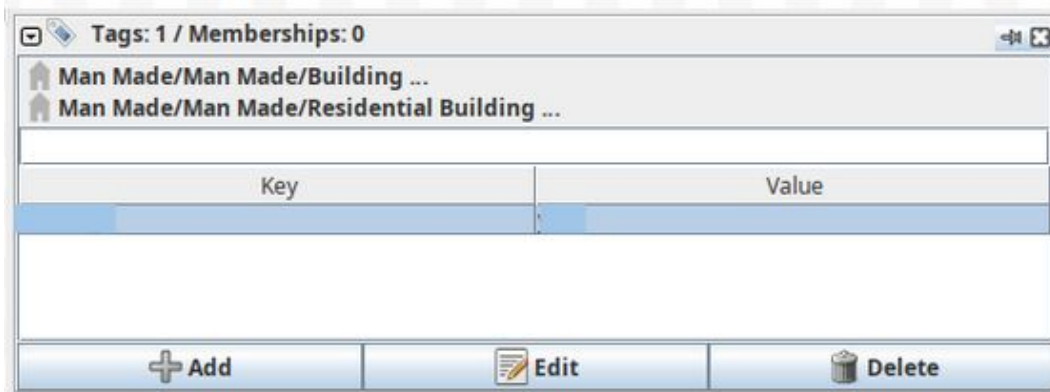 Tags: 1 / Memberships: 0
Man Made/Man Made/Building ...
Man Made/Man Made/Residential Building ...
Key Value
Add Edit Delete